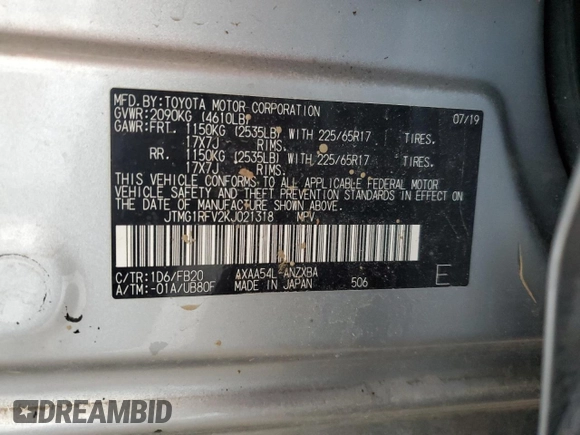 MFD.BY:TOYOTA MOTOR CORPORATION 07/19
GVWR:2090KG (4610LB)
GAWR:FRT. 1150KG (2535LB) WITH 225/65R17 TIRES,
17X7J RIMS.
RR. 1150KG (2535LB) WITH 225/65R17 TIRES.
17X7J RIMS.
THIS VEHICLE CONFORMS TO ALL APPLICABLE FEDERAL MOTOR
VEHICLE SAFETY AND THEFT PREVENTION STANDARDS IN EFFECT ON
THE DATE OF MANUFACTURE SHOWN ABOVE.
JTMG1RFV2KJ021318 MPV
C/TR:1D6/FB20 AXAA54L-ANZXBA
A/TM:-01A/UB80F MADE IN JAPAN 506 E
DREAMBID